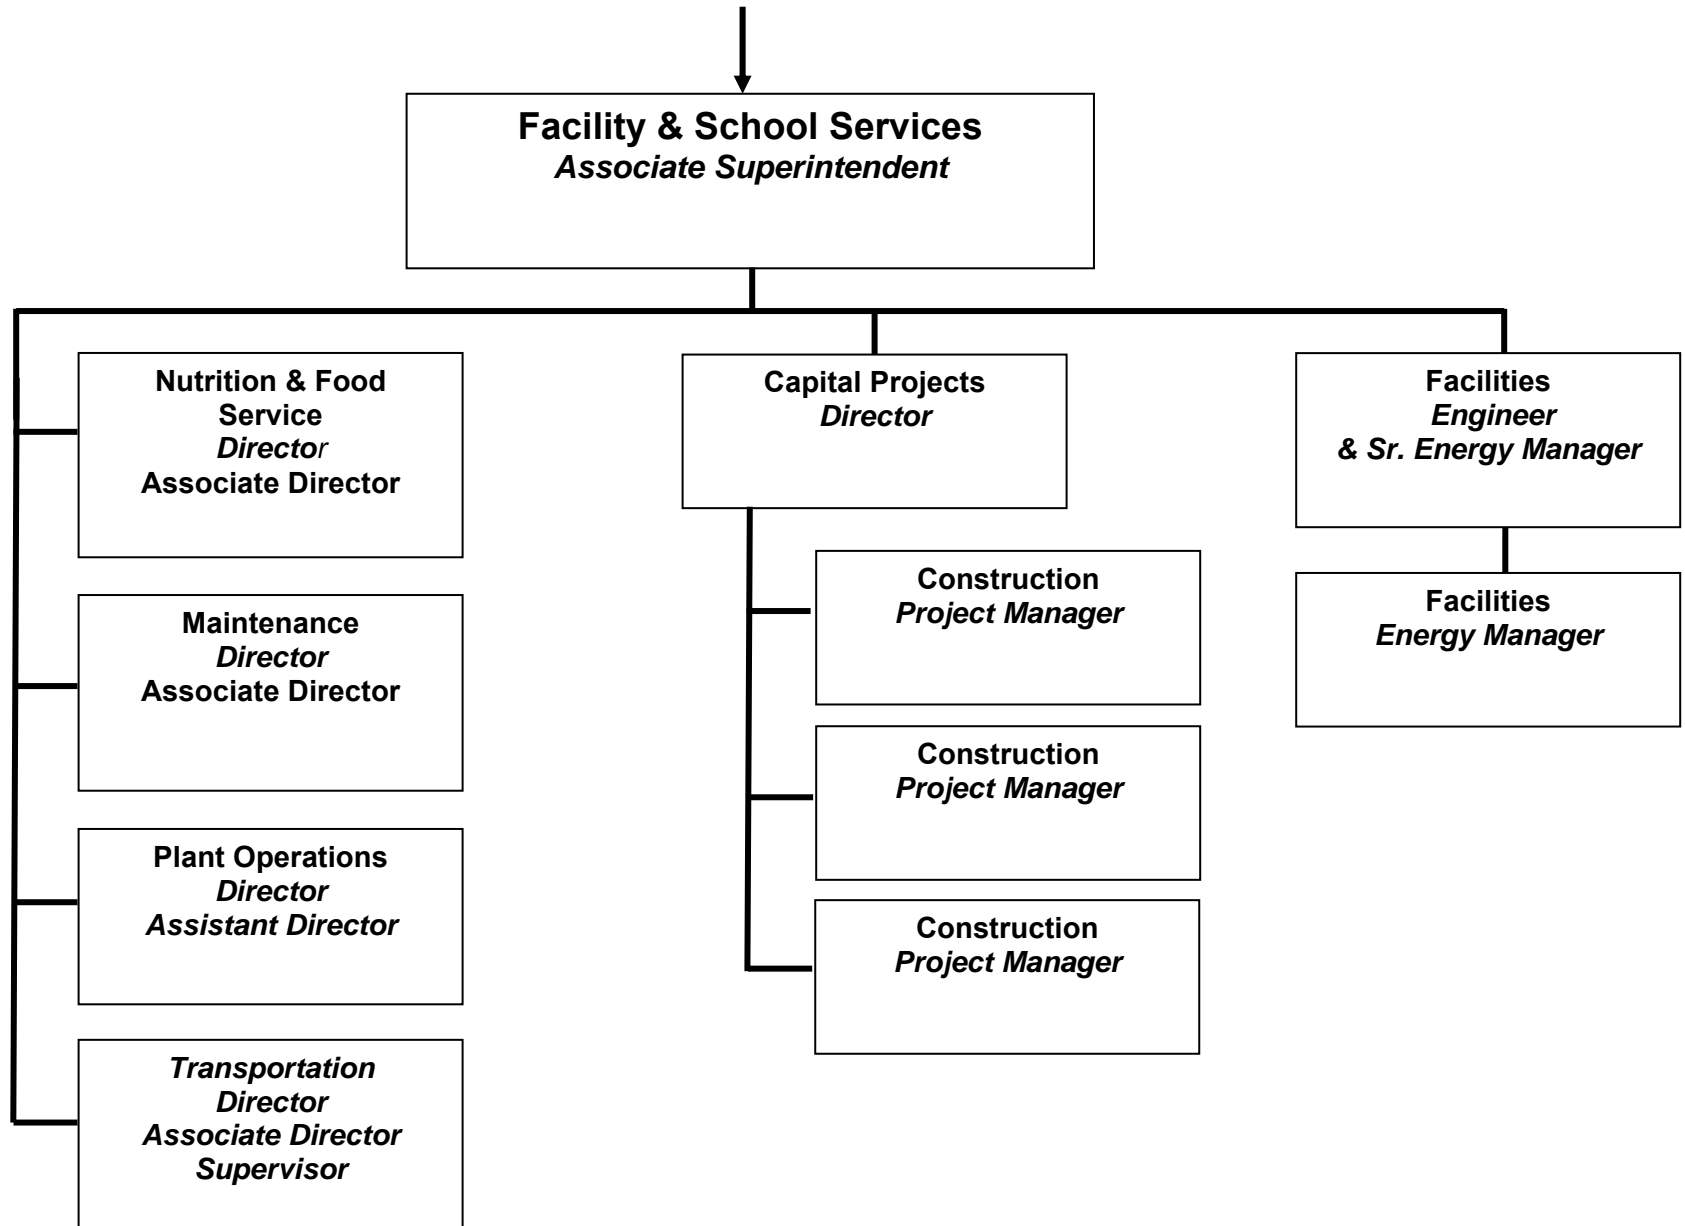 Facility & School Services
Associate Superintendent
Nutrition & Food
Service
Director
Associate Director
Maintenance
Director
Associate Director
Plant Operations
Director
Assistant Director
Transportation
Director
Associate Director
Supervisor
Capital Projects
Director
Construction
Project Manager
Construction
Project Manager
Construction
Project Manager
Facilities
Engineer
& Sr. Energy Manager
Facilities
Energy Manager